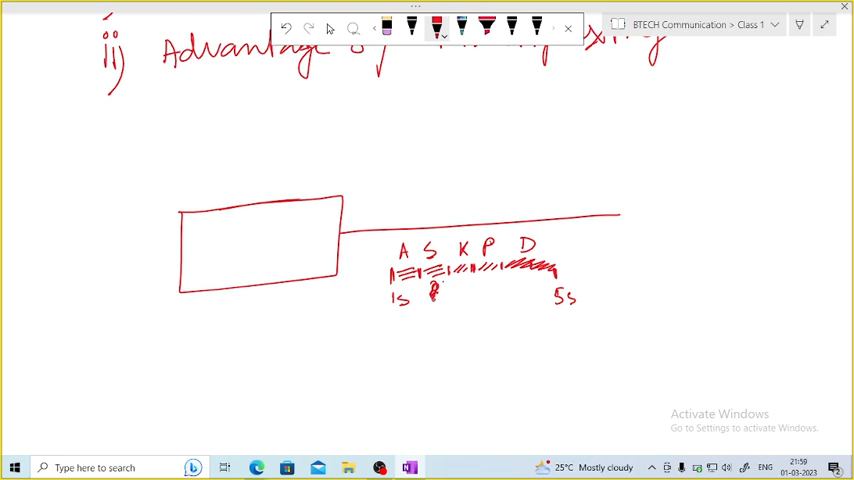 BTECH Communication > Class 1
ii) Advantage of
A S K P D
1s 5s
Activate Windows
Go to Settings to activate Windows.
Type here to search
25°C Mostly cloudy
ENG
21:59
01-03-2023
2